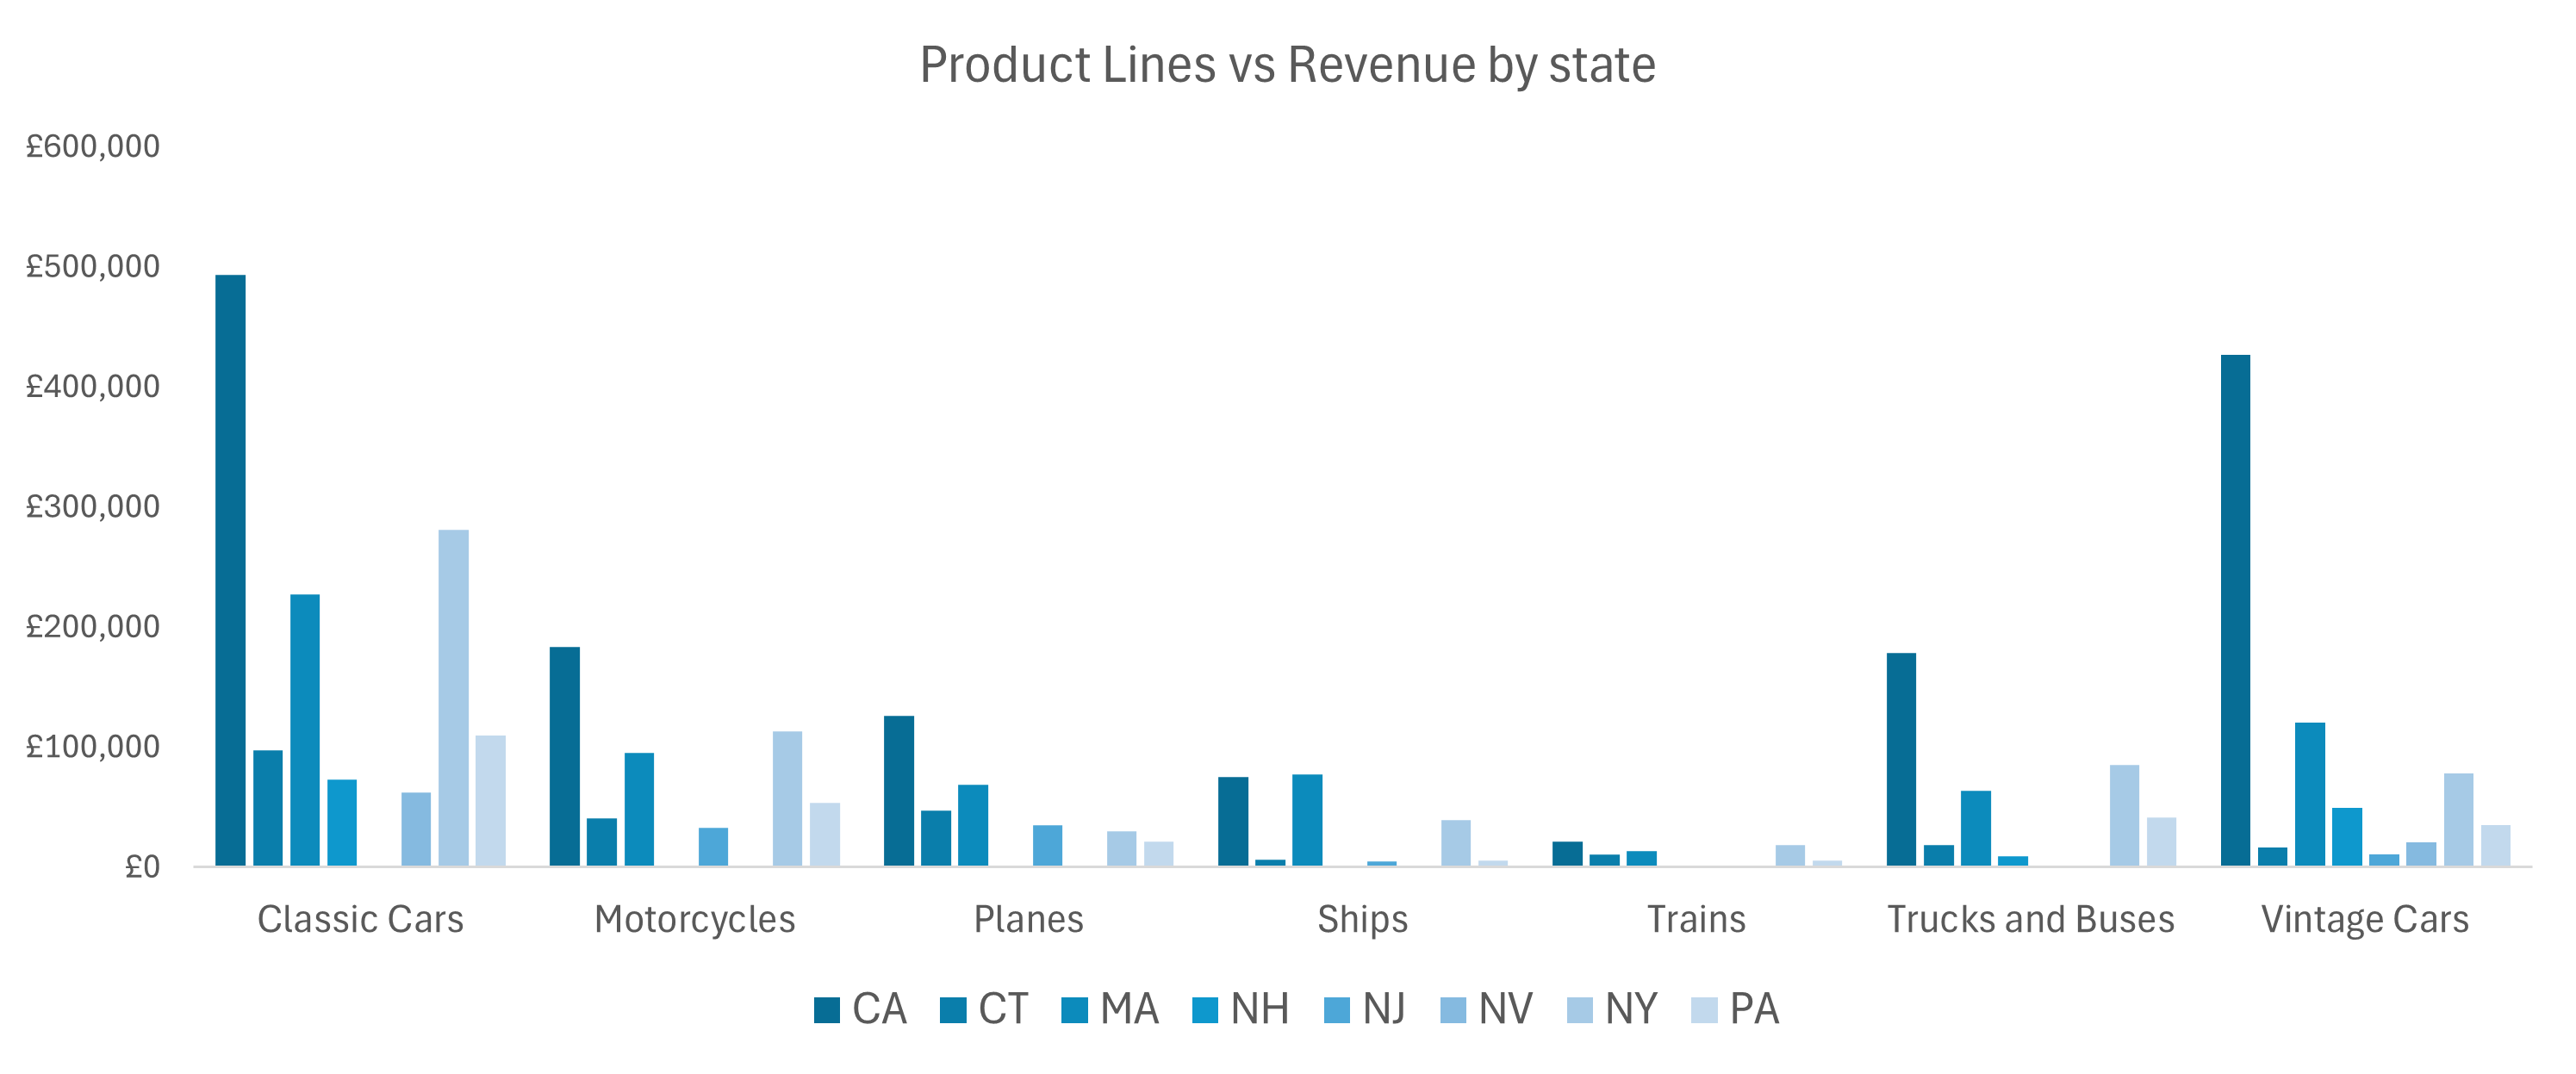 Product Lines vs Revenue by state
£600,000
£500,000
£400,000
£300,000
£200,000
£100,000
£0
Classic Cars Motorcycles Planes Ships Trains Trucks and Buses Vintage Cars
CA CT MA NH NJ NV NY PA